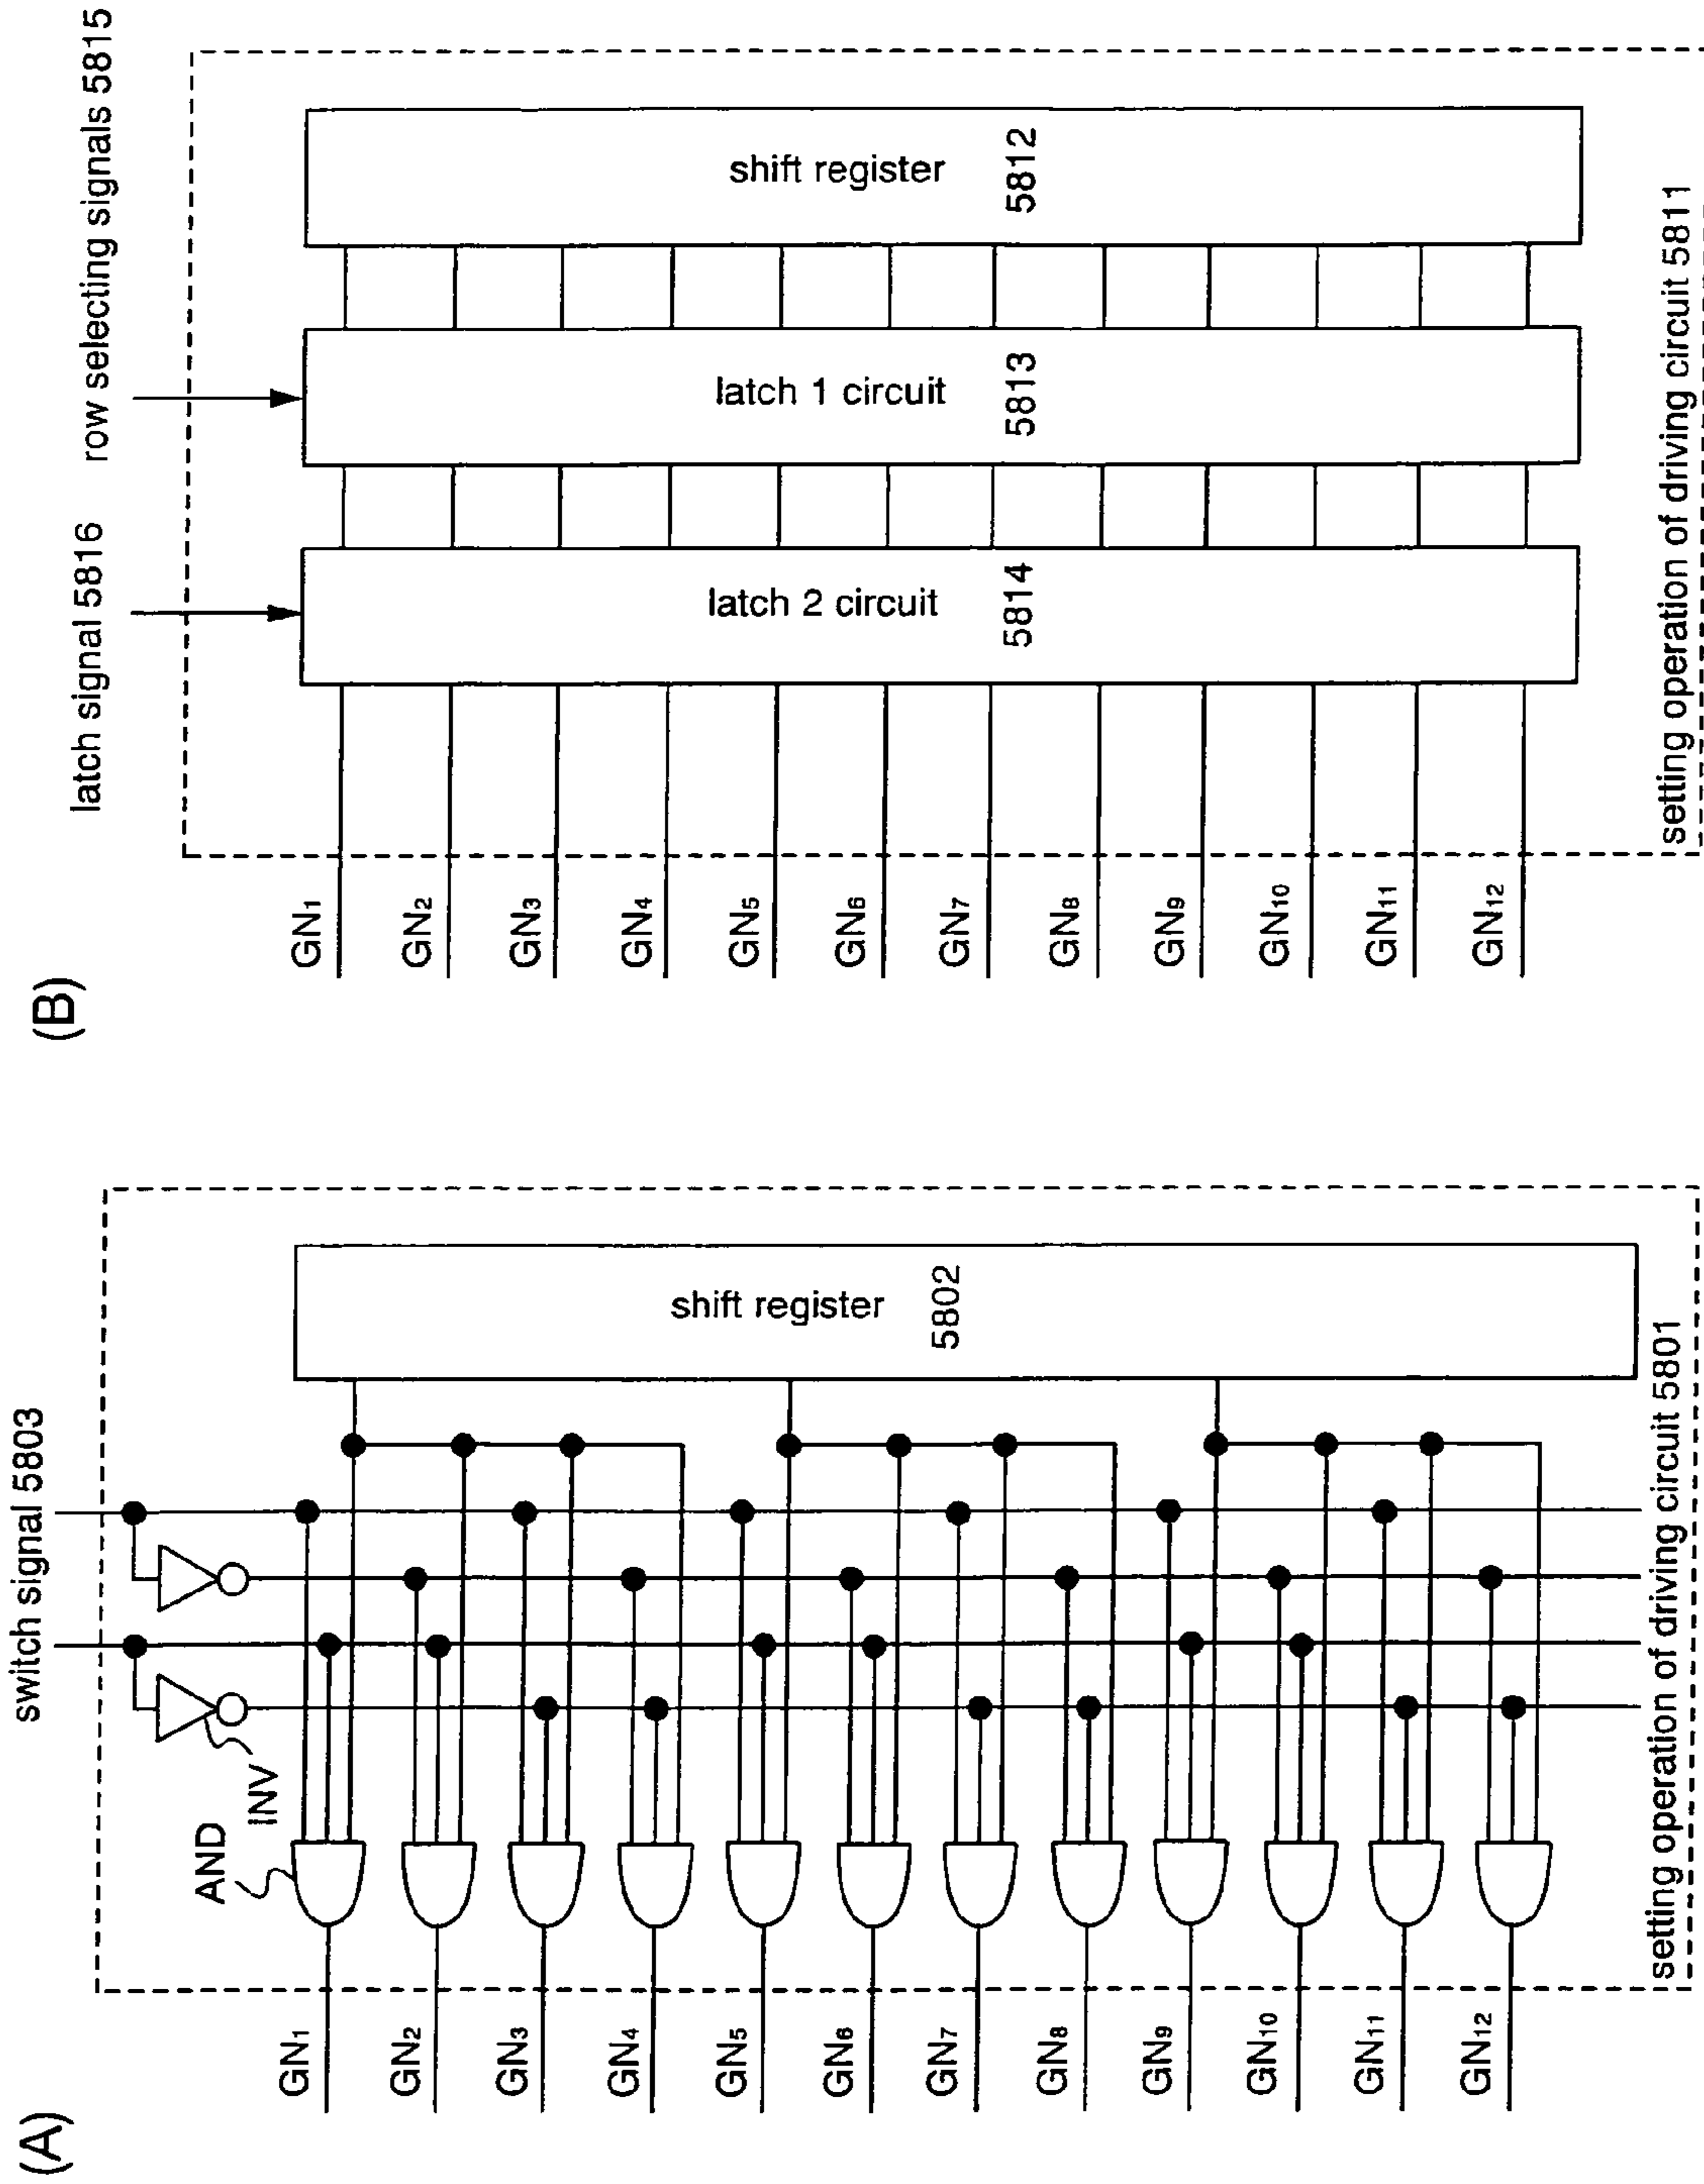 (A)
switch signal 5803
AND
INV
shift register
5802
GN1
GN2
GN3
GN4
GN5
GN6
GN7
GN8
GN9
GN10
GN11
GN12
setting operation of driving circuit 5801
(B)
latch signal 5816
row selecting signals 5815
latch 2 circuit
5814
latch 1 circuit
5813
shift register
5812
GN1
GN2
GN3
GN4
GN5
GN6
GN7
GN8
GN9
GN10
GN11
GN12
setting operation of driving circuit 5811